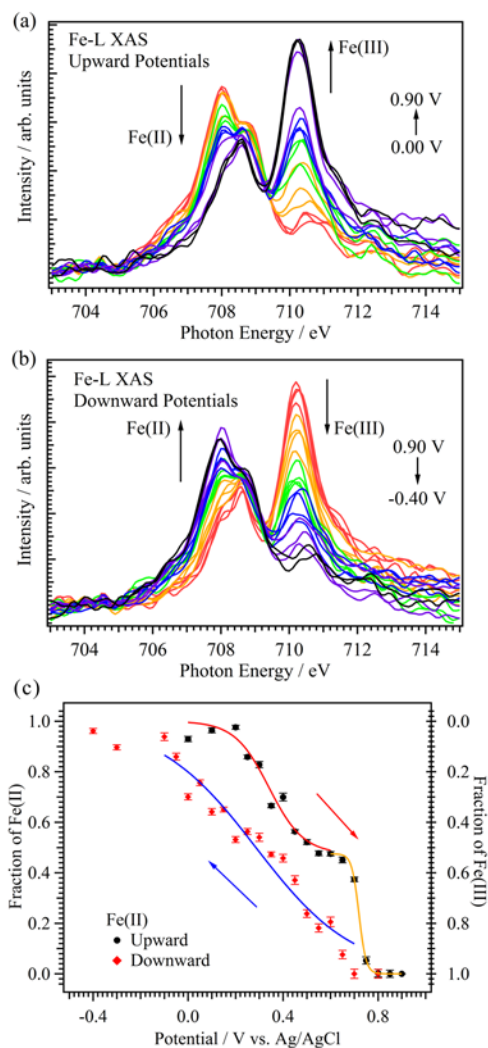 (a)
Fe-L XAS
Upward Potentials
Fe(III)
Fe(II)
0.90 V
0.00 V
Intensity / arb. units
704 706 708 710 712 714
Photon Energy / eV
(b)
Fe-L XAS
Downward Potentials
Fe(II)
Fe(III)
0.90 V
-0.40 V
Intensity / arb. units
704 706 708 710 712 714
Photon Energy / eV
(c)
1.0 0.0
0.8 0.2
0.6 0.4
0.4 0.6
0.2 0.8
0.0 1.0
Fraction of Fe(II)
Fraction of Fe(III)
Fe(II)
Upward
Downward
-0.4 0.0 0.4 0.8
Potential / V vs. Ag/AgCl